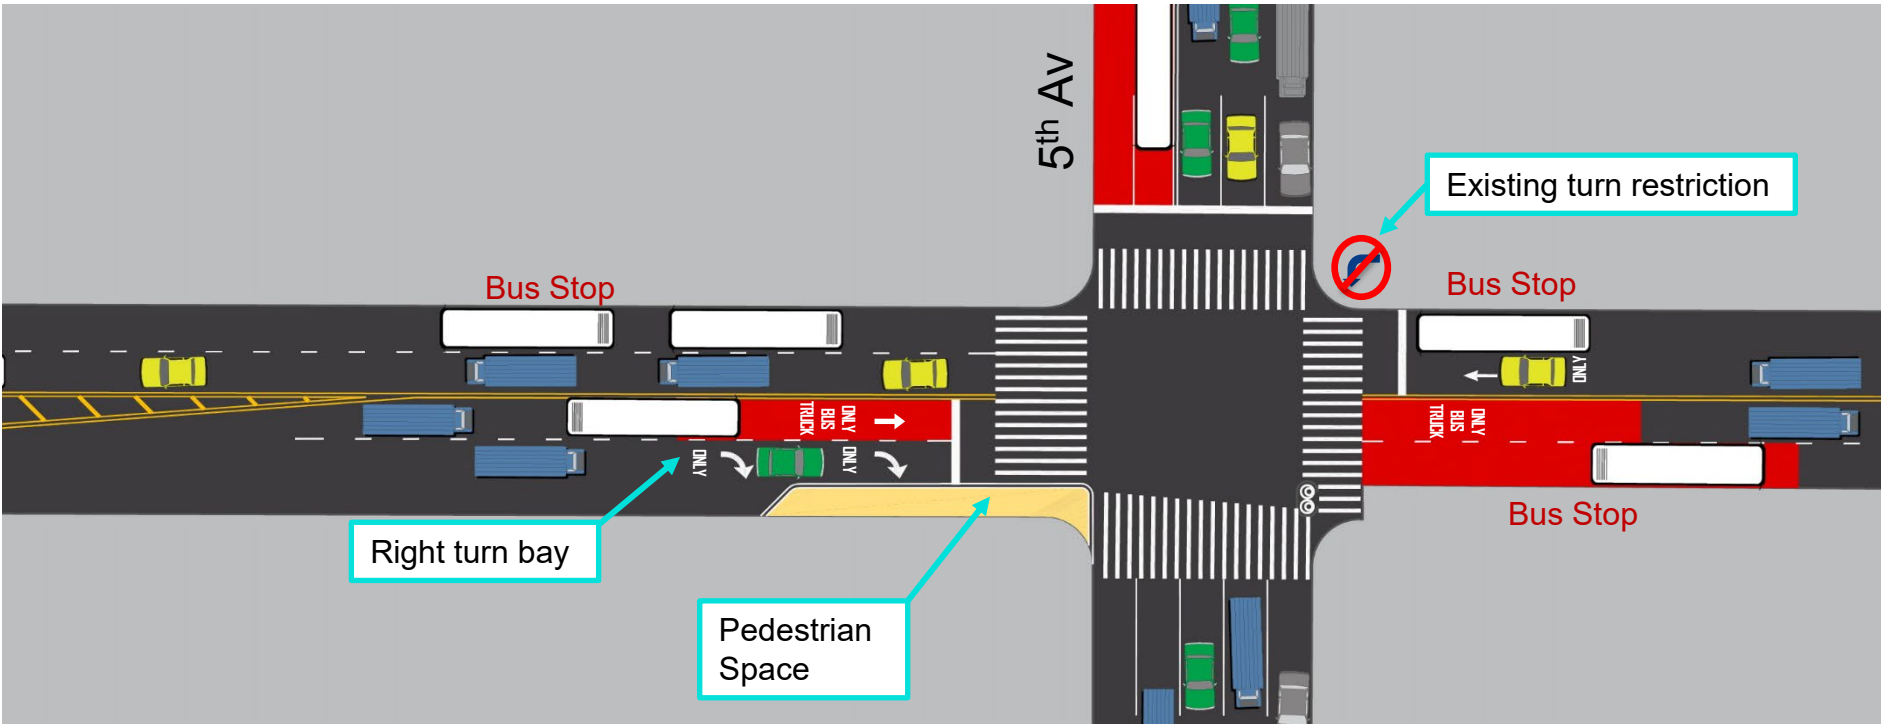 5th Av
Existing turn restriction
Bus Stop
Bus Stop
ONLY
ONLY
BUS
TRUCK
ONLY
BUS
TRUCK
ONLY
ONLY
Bus Stop
Right turn bay
Pedestrian
Space